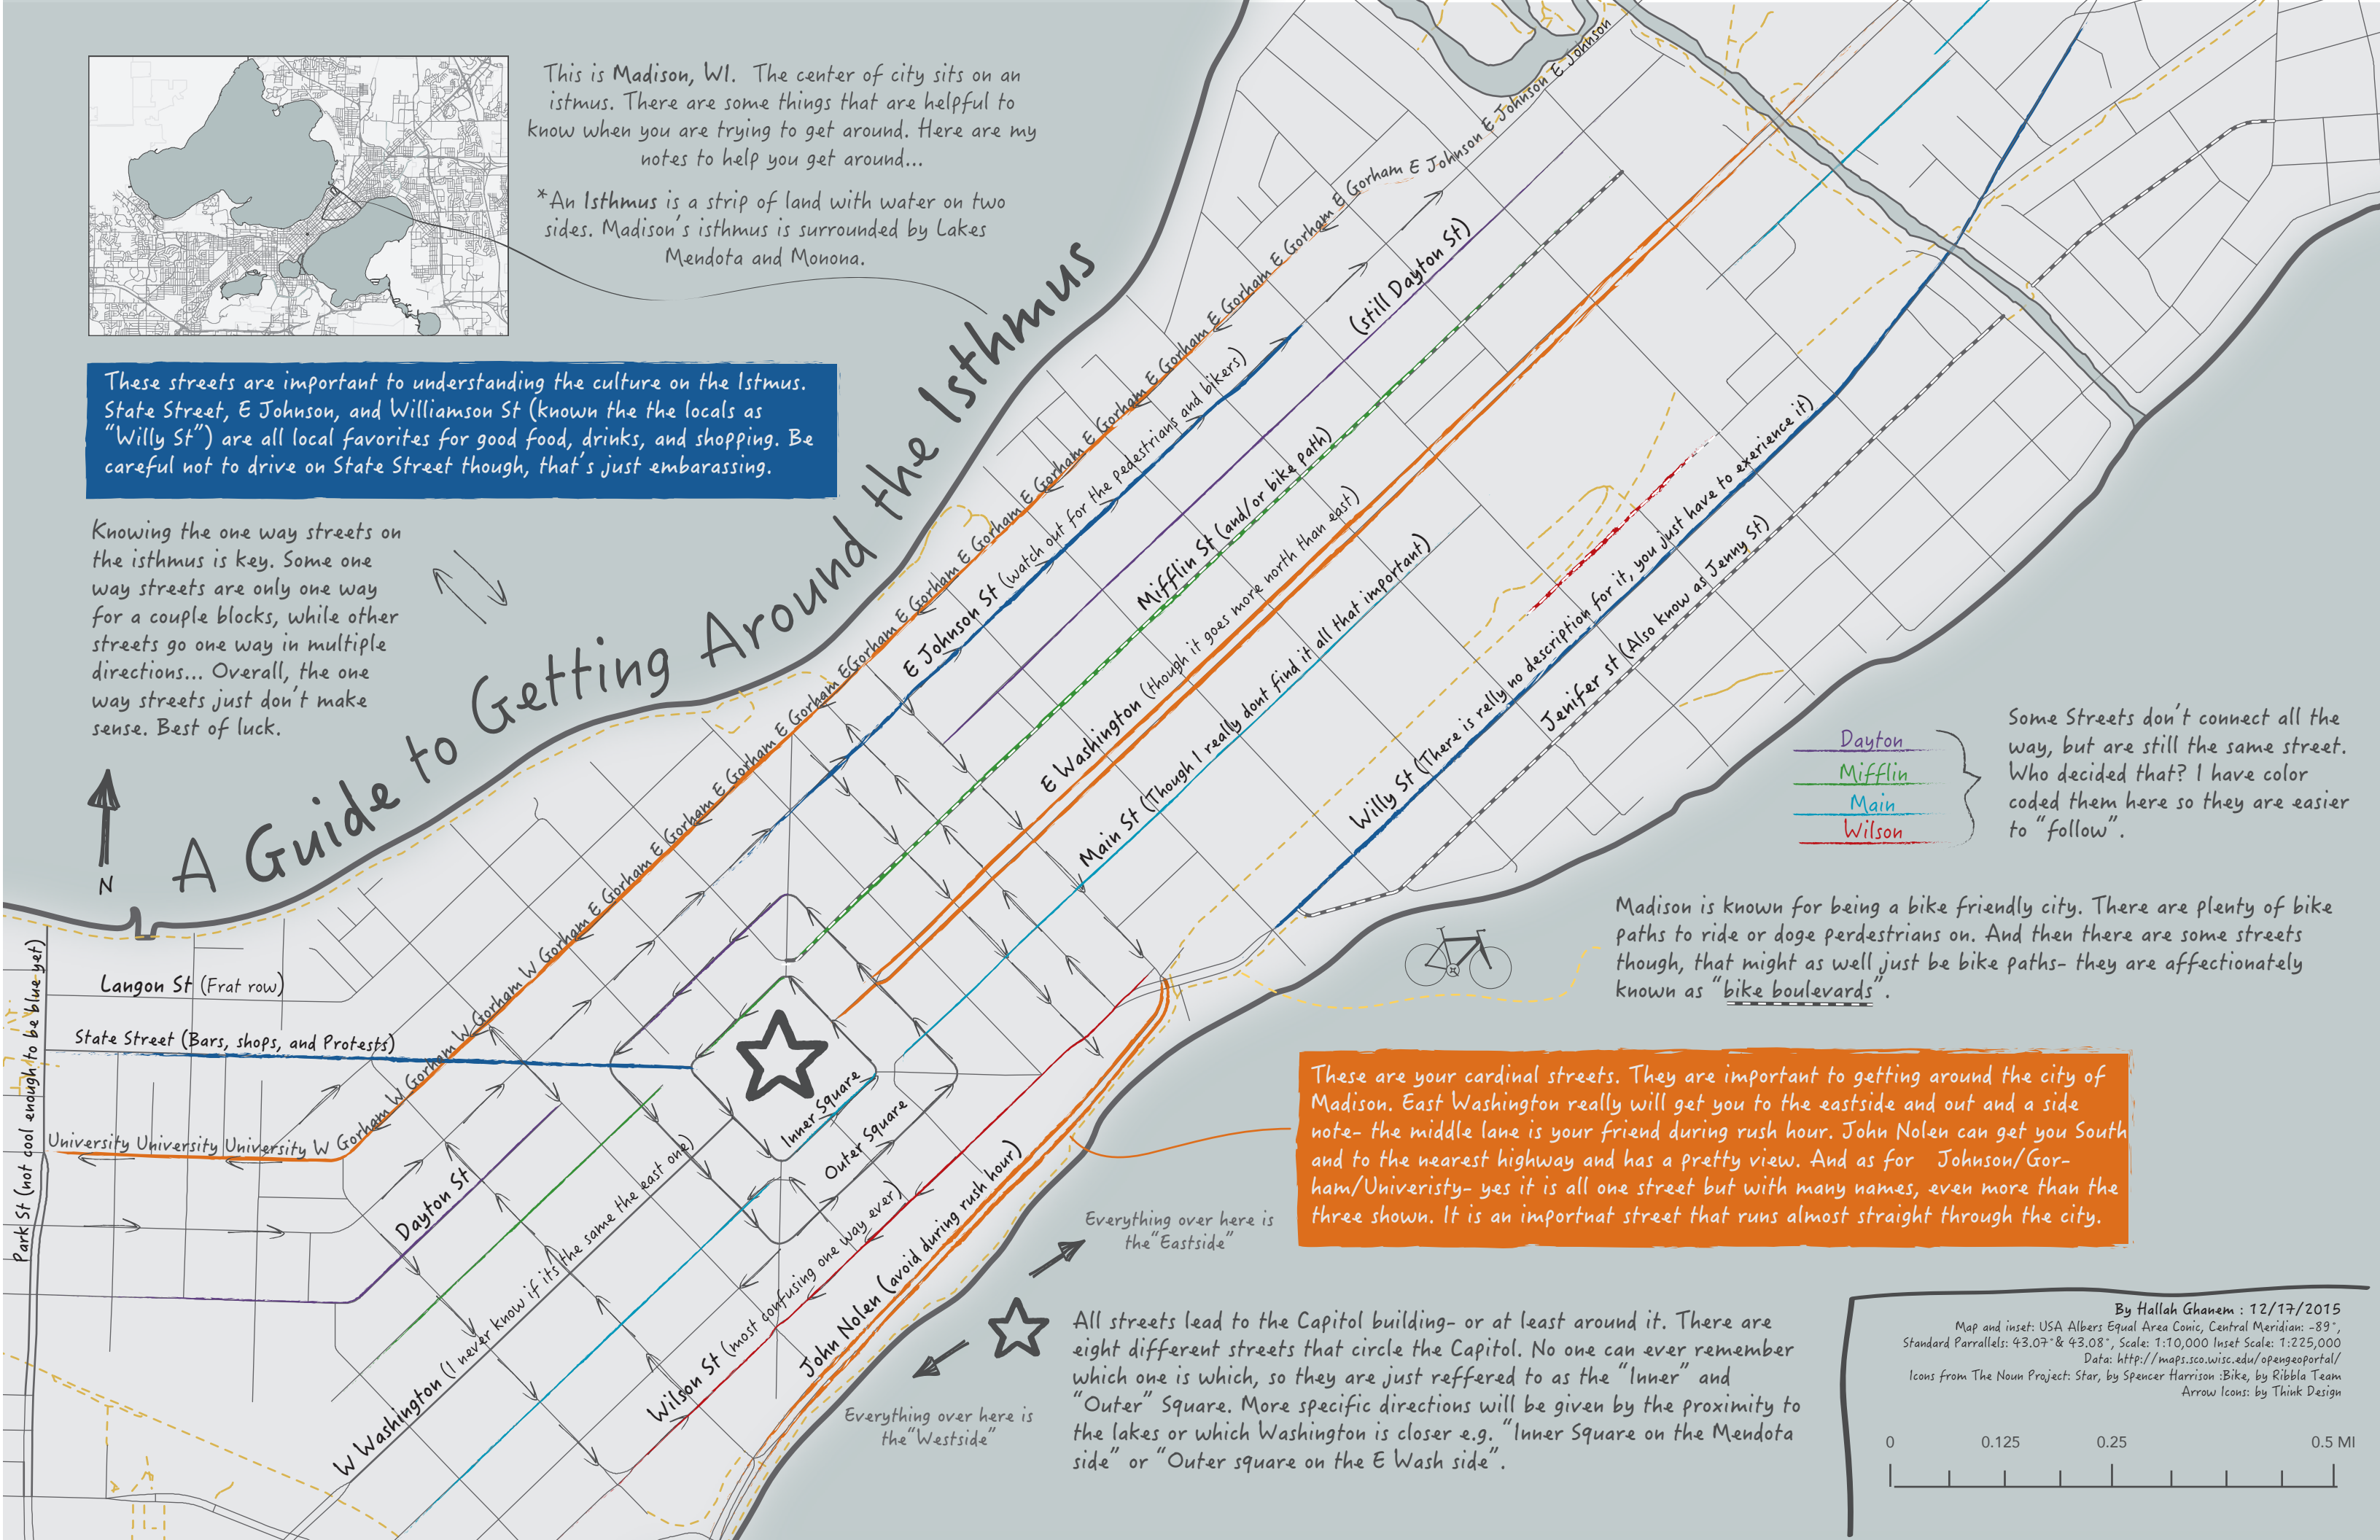 This is Madison, WI. The center of city sits on an
istmus. There are some things that are helpful to
know when you are trying to get around. Here are my
notes to help you get around...
*An Isthmus is a strip of land with water on two
sides. Madison's isthmus is surrounded by Lakes
Mendota and Monona.
These streets are important to understanding the culture on the Istmus.
State Street, E Johnson, and Williamson St (known the the locals as
"Willy St") are all local favorites for good food, drinks, and shopping. Be
careful not to drive on State Street though, that's just embarassing.
Knowing the one way streets on
the isthmus is key. Some one
way streets are only one way
for a couple blocks, while other
streets go one way in multiple
directions... Overall, the one
way streets just don't make
sense. Best of luck.
N
A Guide to Getting Around the Isthmus
University University University W Gorham W Gorham W Gorham W Gorham W Gorham E Gorham E Gorham E Gorham E Gorham E Gorham EGorham E Gorham E Gorham E Gorham E Gorham E Gorham E Gorham E Gorham E Gorham E Gorham E Gorham E Johnson E Johnson E Johnson E Johnson
E Johnson St (watch out for the pedestrians and bikers)
(still Dayton St)
Mifflin St (and/or bike path)
E Washington (though it goes more north than east)
Main St (Though I really dont find it all that important)
Willy St (There is relly no description for it, you just have to exerience it)
Jenifer st (Also know as Jenny St)
Park St (not cool enough to be blue yet)
Langon St (Frat row)
State Street (Bars, shops, and Protests)
Dayton St
W Washington (I never know if its the same the east one)
Inner Square
Outer Square
Wilson St (most confusing one way ever)
John Nolen (avoid during rush hour)
Dayton
Mifflin
Main
Wilson
Some Streets don't connect all the
way, but are still the same street.
Who decided that? I have color
coded them here so they are easier
to "follow".
Madison is known for being a bike friendly city. There are plenty of bike
paths to ride or doge perdestrians on. And then there are some streets
though, that might as well just be bike paths- they are affectionately
known as "bike boulevards".
These are your cardinal streets. They are important to getting around the city of
Madison. East Washington really will get you to the eastside and out and a side
note- the middle lane is your friend during rush hour. John Nolen can get you South
and to the nearest highway and has a pretty view. And as for Johnson/Gor-
ham/Univeristy- yes it is all one street but with many names, even more than the
three shown. It is an importnat street that runs almost straight through the city.
Everything over here is
the"Eastside"
Everything over here is
the"Westside"
All streets lead to the Capitol building- or at least around it. There are
eight different streets that circle the Capitol. No one can ever remember
which one is which, so they are just reffered to as the "Inner" and
"Outer" Square. More specific directions will be given by the proximity to
the lakes or which Washington is closer e.g. "Inner Square on the Mendota
side" or "Outer square on the E Wash side".
By Hallah Ghanem : 12/17/2015
Map and inset: USA Albers Equal Area Conic, Central Meridian: -89°,
Standard Parrallels: 43.07°& 43.08°, Scale: 1:10,000 Inset Scale: 1:225,000
Data: http://maps.sco.wisc.edu/opengeoportal/
Icons from The Noun Project: Star, by Spencer Harrison :Bike, by Ribbla Team
Arrow Icons: by Think Design
0 0.125 0.25 0.5 MI